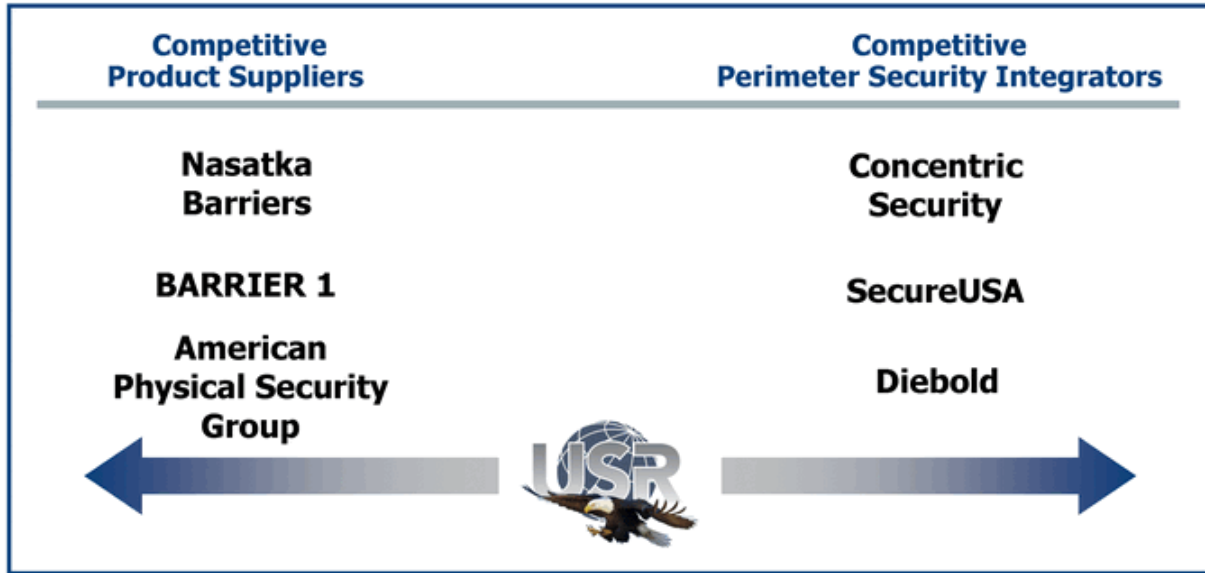 Competitive
Product Suppliers
Competitive
Perimeter Security Integrators
Nasatka
Barriers
BARRIER 1
American
Physical Security
Group
Concentric
Security
SecureUSA
Diebold
USR